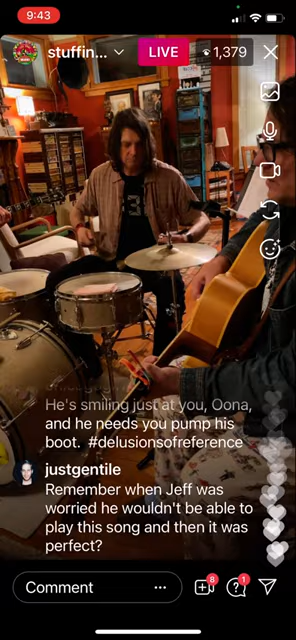 9:43
stuffin...
LIVE
1,379
He's smiling just at you, Oona,
and he needs you pump his
boot. #delusionsofreference
justgentile
Remember when Jeff was
worried he wouldn't be able to
play this song and then it was
perfect?
Comment
8
1